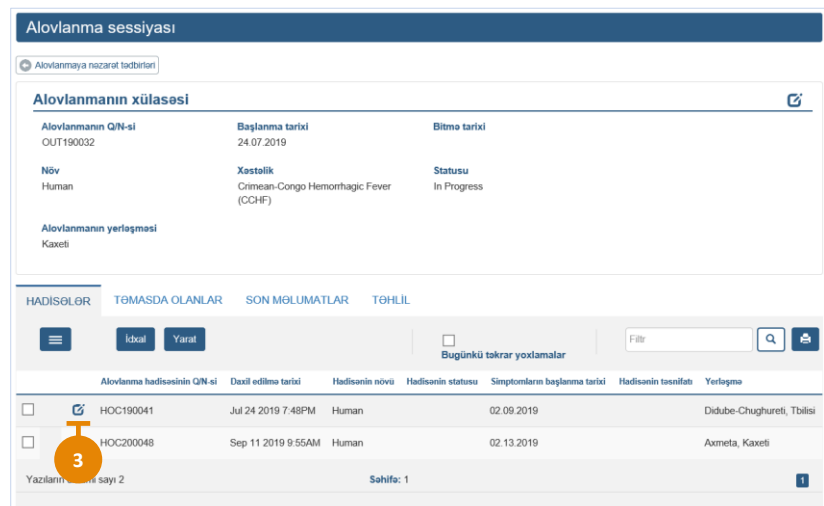 Alovlanma sessiyası
Alovlanmaya nəzarət tədbirləri
Alovlanmanın xülasəsi
Alovlanmanın Q/N-si Başlanma tarixi Bitmə tarixi
OUT190032 24.07.2019
Növ Xəstəlik Statusu
Human Crimean-Congo Hemorrhagic Fever In Progress
(CCHF)
Alovlanmanın yerləşməsi
Kaxeti
HADİSƏLƏR TƏMASDA OLANLAR SON MƏLUMATLAR TƏHLİL
İdxal Yarat Filtr
Bugünkü təkrar yoxlamalar
Alovlanma hadisəsinin Q/N-si Daxil edilmə tarixi Hadisənin növü Hadisənin statusu Simptomların başlanma tarixi Hadisənin təsnifatı Yerləşmə
HOC190041 Jul 24 2019 7:48PM Human 02.09.2019 Didube-Chughureti, Tbilisi
HOC200048 Sep 11 2019 9:55AM Human 02.13.2019 Axmeta, Kaxeti
3
Yazıların sayı 2 Səhifə: 1 1